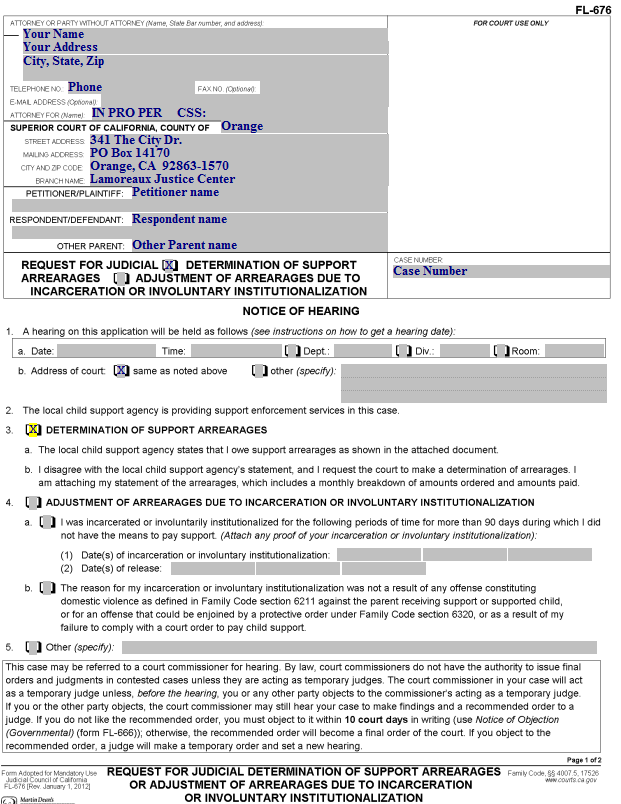 FL-676
ATTORNEY OR PARTY WITHOUT ATTORNEY (Name, State Bar number, and address):
FOR COURT USE ONLY
Your Name
Your Address
City, State, Zip
TELEPHONE NO. Phone FAX NO. (Optional):
E-MAIL ADDRESS (Optional):
ATTORNEY FOR (Name): IN PRO PER CSS:
SUPERIOR COURT OF CALIFORNIA, COUNTY OF Orange
STREET ADDRESS: 341 The City Dr.
MAILING ADDRESS: PO Box 14170
CITY AND ZIP CODE: Orange, CA 92863-1570
BRANCH NAME: Lamoreaux Justice Center
PETITIONER/PLAINTIFF: Petitioner name
RESPONDENT/DEFENDANT: Respondent name
OTHER PARENT: Other Parent name
REQUEST FOR JUDICIAL [X] DETERMINATION OF SUPPORT
ARREARAGES [ ] ADJUSTMENT OF ARREARAGES DUE TO
INCARCERATION OR INVOLUNTARY INSTITUTIONALIZATION
CASE NUMBER:
Case Number
NOTICE OF HEARING
1. A hearing on this application will be held as follows (see instructions on how to get a hearing date):
a. Date: Time: [ ] Dept.: [ ] Div.: [ ] Room:
b. Address of court: [X] same as noted above [ ] other (specify):
2. The local child support agency is providing support enforcement services in this case.
3. [X] DETERMINATION OF SUPPORT ARREARAGES
a. The local child support agency states that I owe support arrearages as shown in the attached document.
b. I disagree with the local child support agency's statement, and I request the court to make a determination of arrearages. I
am attaching my statement of the arrearages, which includes a monthly breakdown of amounts ordered and amounts paid.
4. [ ] ADJUSTMENT OF ARREARAGES DUE TO INCARCERATION OR INVOLUNTARY INSTITUTIONALIZATION
a. [ ] I was incarcerated or involuntarily institutionalized for the following periods of time for more than 90 days during which I did
not have the means to pay support. (Attach any proof of your incarceration or involuntary institutionalization):
(1) Date(s) of incarceration or involuntary institutionalization:
(2) Date(s) of release:
b. [ ] The reason for my incarceration or involuntary institutionalization was not a result of any offense constituting
domestic violence as defined in Family Code section 6211 against the parent receiving support or supported child,
or for an offense that could be enjoined by a protective order under Family Code section 6320, or as a result of my
failure to comply with a court order to pay child support.
5. [ ] Other (specify):
This case may be referred to a court commissioner for hearing. By law, court commissioners do not have the authority to issue final
orders and judgments in contested cases unless they are acting as temporary judges. The court commissioner in your case will act
as a temporary judge unless, before the hearing, you or any other party objects to the commissioner's acting as a temporary judge.
If you or the other party objects, the court commissioner may still hear your case to make findings and a recommended order to a
judge. If you do not like the recommended order, you must object to it within 10 court days in writing (use Notice of Objection
(Governmental) (form FL-666)); otherwise, the recommended order will become a final order of the court. If you object to the
recommended order, a judge will make a temporary order and set a new hearing.
Page 1 of 2
Form Adopted for Mandatory Use
Judicial Council of California
FL-676 [Rev. January 1, 2012]
Martin Dean's
REQUEST FOR JUDICIAL DETERMINATION OF SUPPORT ARREARAGES
OR ADJUSTMENT OF ARREARAGES DUE TO INCARCERATION
OR INVOLUNTARY INSTITUTIONALIZATION
Family Code, §§ 4007.5, 17526
www.courts.ca.gov